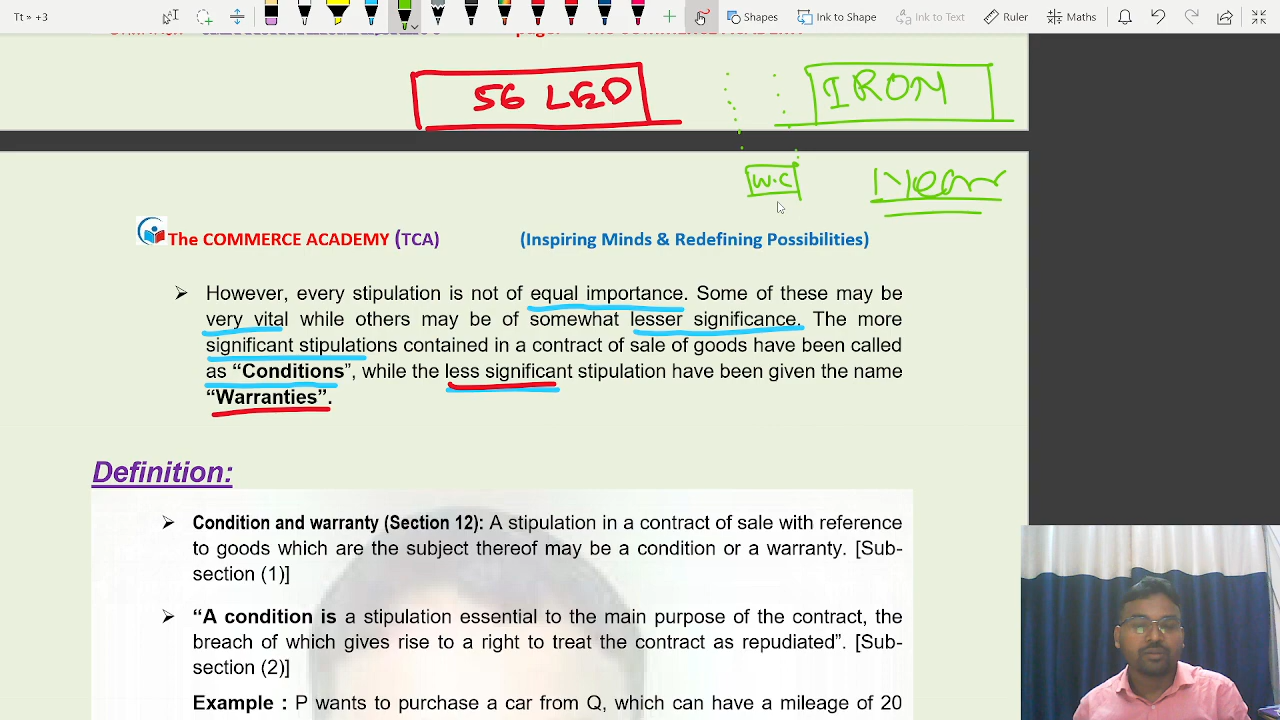 Tt = +3
Shapes
Ink to Shape
Ink to Text
Ruler
Maths
56 LED
IRON
W.C
1 Year
The COMMERCE ACADEMY (TCA) (Inspiring Minds & Redefining Possibilities)
➢ However, every stipulation is not of equal importance. Some of these may be
very vital while others may be of somewhat lesser significance. The more
significant stipulations contained in a contract of sale of goods have been called
as “Conditions”, while the less significant stipulation have been given the name
“Warranties”.
Definition:
➢ Condition and warranty (Section 12): A stipulation in a contract of sale with reference
to goods which are the subject thereof may be a condition or a warranty. [Sub-
section (1)]
➢ “A condition is a stipulation essential to the main purpose of the contract, the
breach of which gives rise to a right to treat the contract as repudiated”. [Sub-
section (2)]
Example : P wants to purchase a car from Q, which can have a mileage of 20